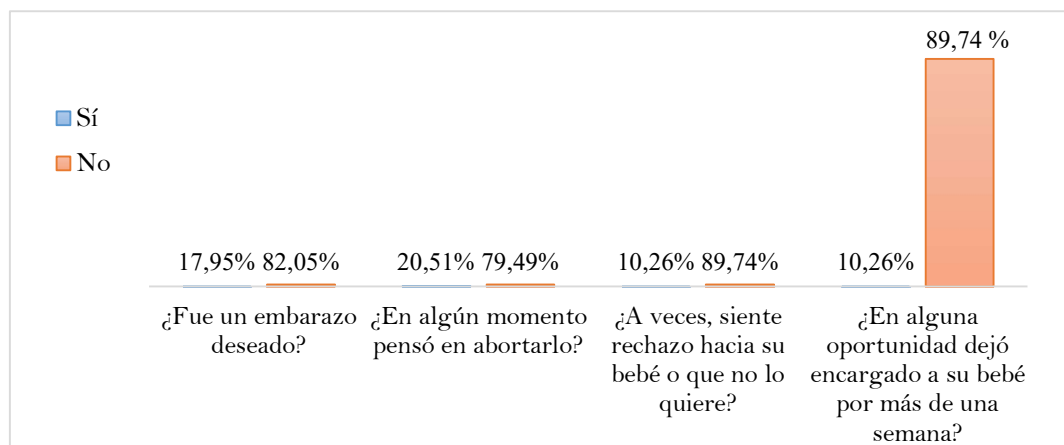 89,74 %
Sí
No
17,95% 82,05%
20,51% 79,49%
10,26% 89,74%
10,26%
¿Fue un embarazo
deseado?
¿En algún momento
pensó en abortarlo?
¿A veces, siente
rechazo hacia su
bebé o que no lo
quiere?
¿En alguna
oportunidad dejó
encargado a su bebé
por más de una
semana?